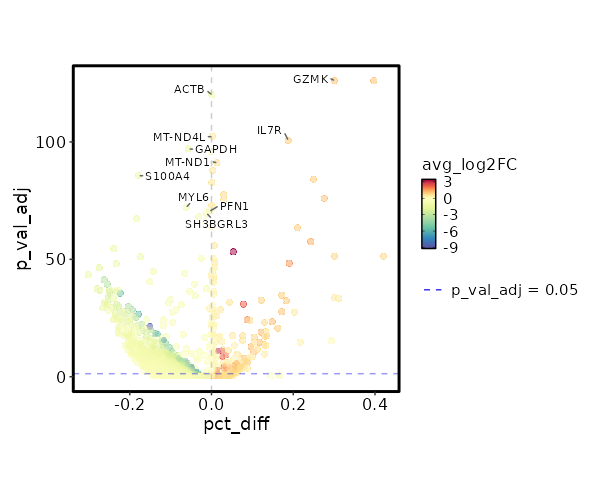 GZMK
ACTB
IL7R
MT-ND4L
GAPDH
MT-ND1
S100A4
MYL6
PFN1
SH3BGRL3
100
50
0
p_val_adj
-0.2
0.0
0.2
0.4
pct_diff
avg_log2FC
3
0
-3
-6
-9
p_val_adj = 0.05